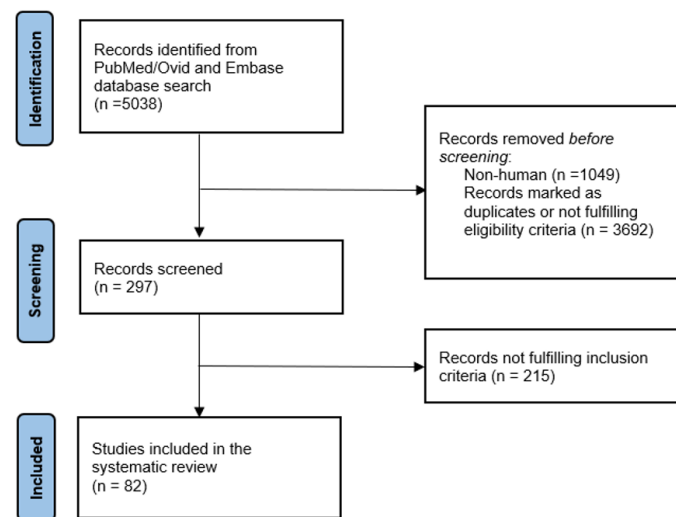 Identification
Records identified from
PubMed/Ovid and Embase
database search
(n =5038)
Records removed before
screening:
Non-human (n =1049)
Records marked as
duplicates or not fulfilling
eligibility criteria (n = 3692)
Screening
Records screened
(n = 297)
Records not fulfilling inclusion
criteria (n = 215)
Included
Studies included in the
systematic review
(n = 82)